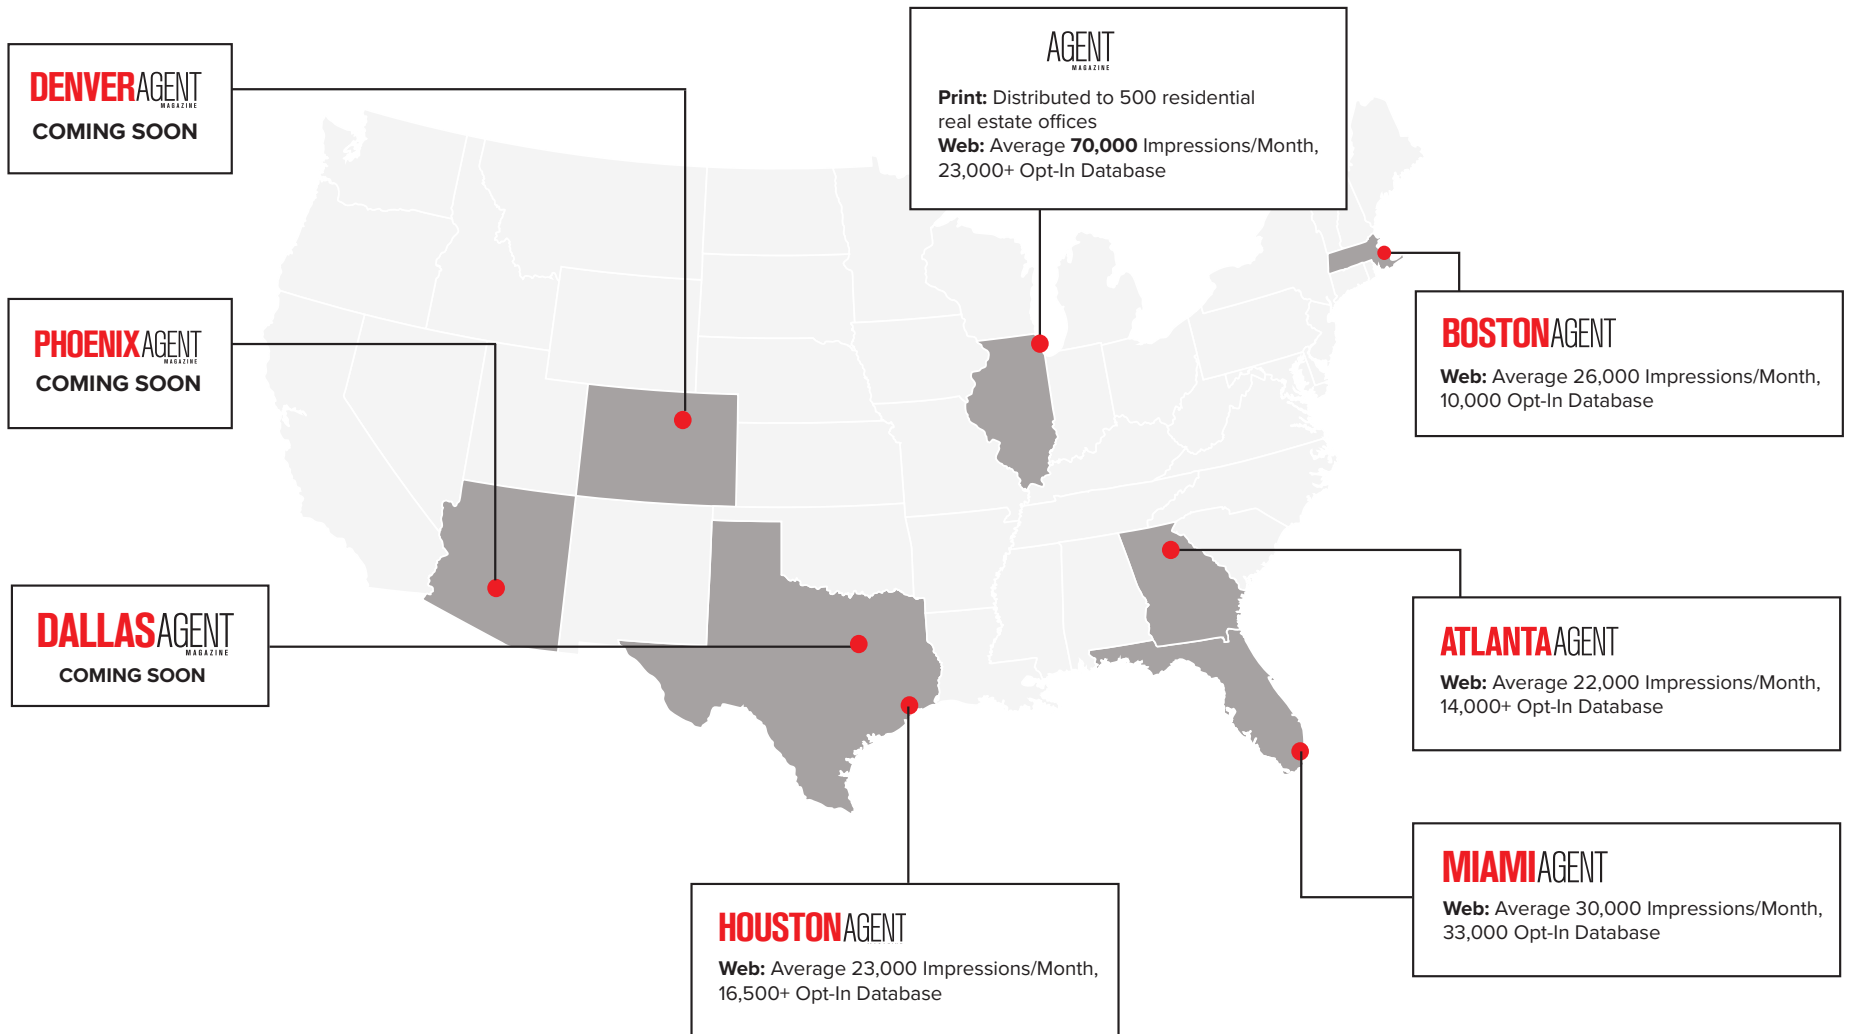 DENVERAGENT
MAGAZINE
COMING SOON
AGENT
MAGAZINE
Print: Distributed to 500 residential
real estate offices
Web: Average 70,000 Impressions/Month,
23,000+ Opt-In Database
PHOENIXAGENT
MAGAZINE
COMING SOON
BOSTONAGENT
Web: Average 26,000 Impressions/Month,
10,000 Opt-In Database
DALLASAGENT
MAGAZINE
COMING SOON
ATLANTAAGENT
Web: Average 22,000 Impressions/Month,
14,000+ Opt-In Database
MIAMIAGENT
Web: Average 30,000 Impressions/Month,
33,000 Opt-In Database
HOUSTONAGENT
Web: Average 23,000 Impressions/Month,
16,500+ Opt-In Database